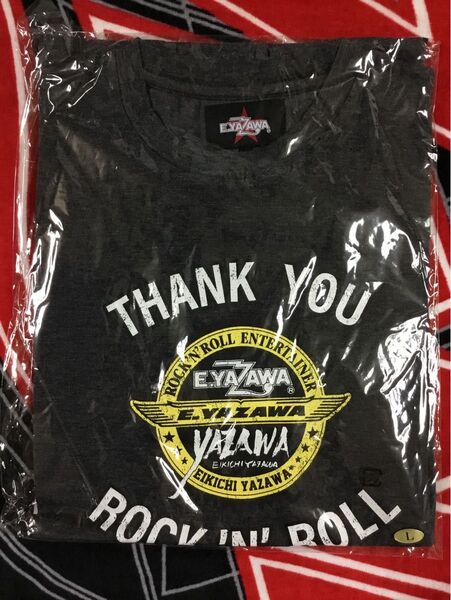 E.YAZAWA
THANK YOU
ROCK'N'ROLL ENTERTAINER
E.YAZAWA
®
E.YAZAWA
YAZAWA
EIKICHI YAZAWA
EIKICHI YAZAWA
ROCK 'N' ROLL
L